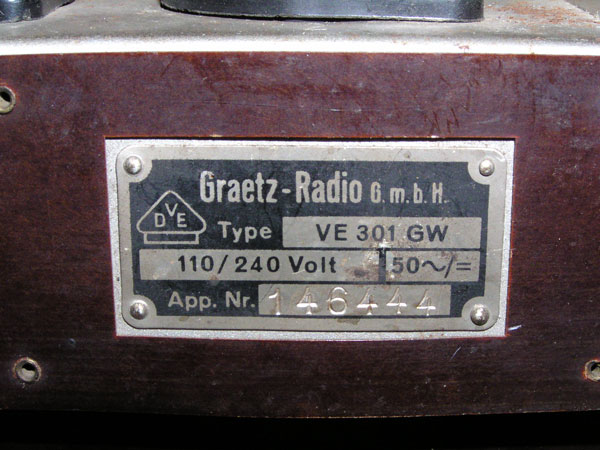 Graetz-Radio G.m.b.H.
DVE
Type VE 301 GW
110/240 Volt 50~/=
App. Nr. 146444